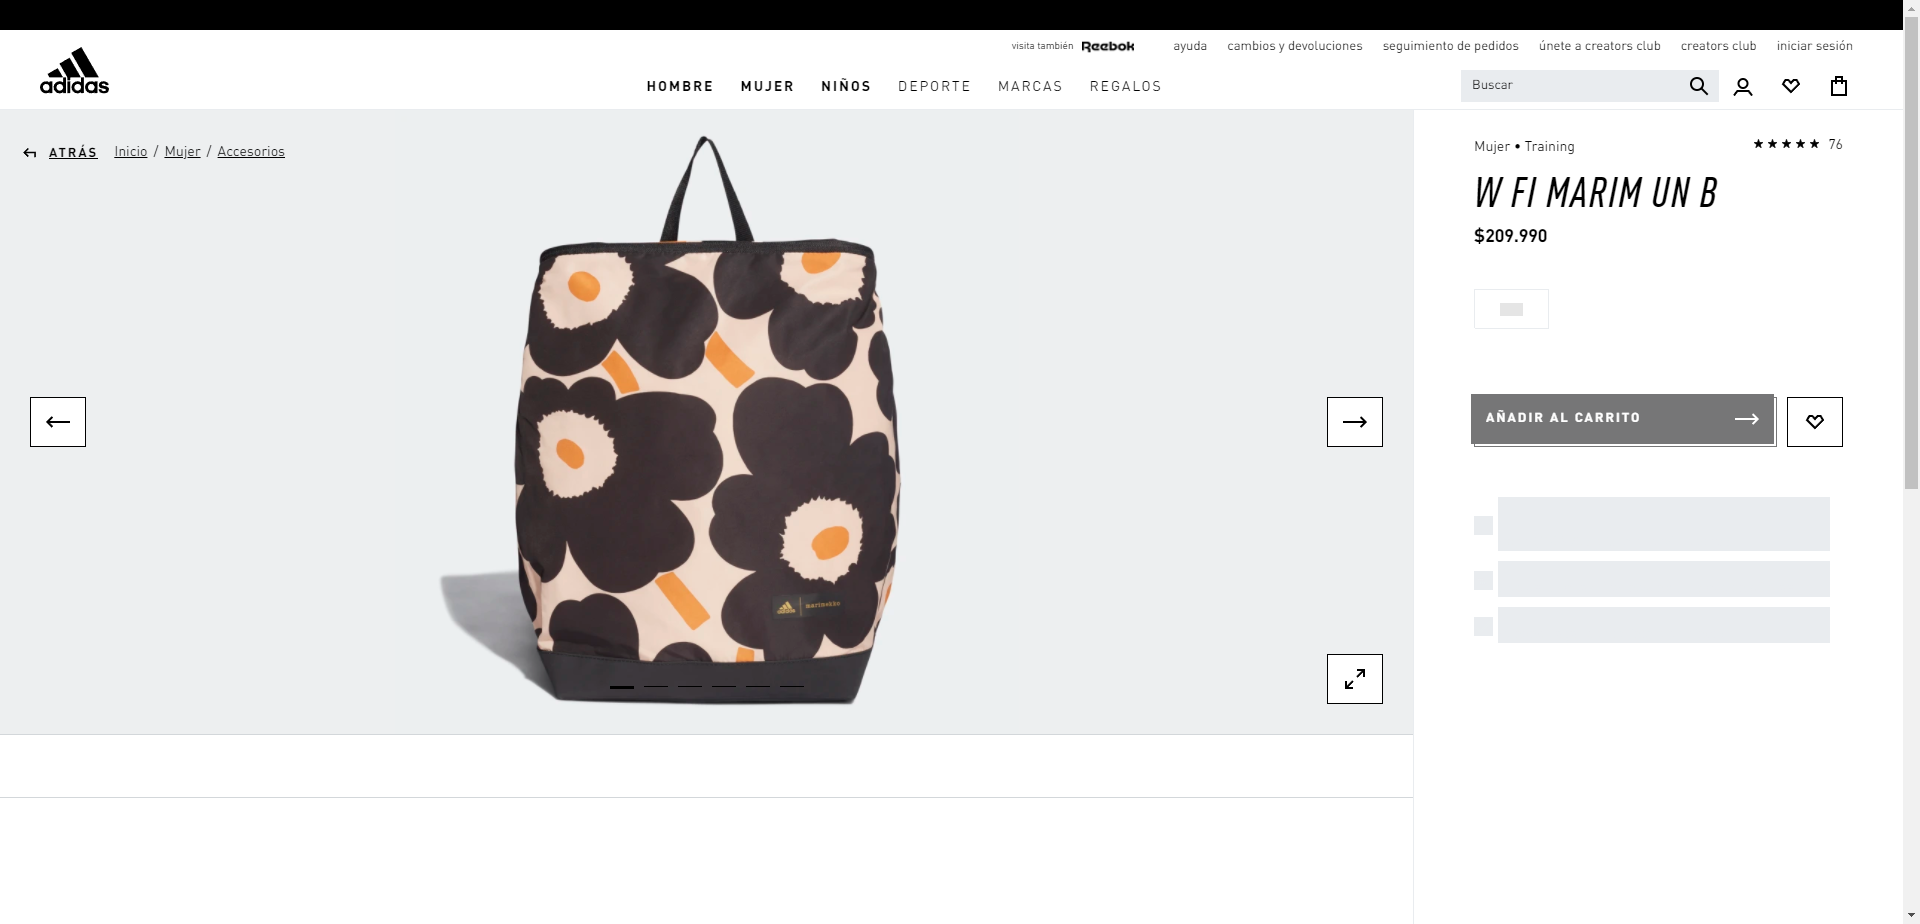 visita también Reebok ayuda cambios y devoluciones seguimiento de pedidos únete a creators club creators club iniciar sesión
adidas
HOMBRE MUJER NIÑOS DEPORTE MARCAS REGALOS
Buscar
ATRÁS Inicio / Mujer / Accesorios
Mujer • Training 76
W FI MARIM UN B
$209.990
AÑADIR AL CARRITO
marimekko